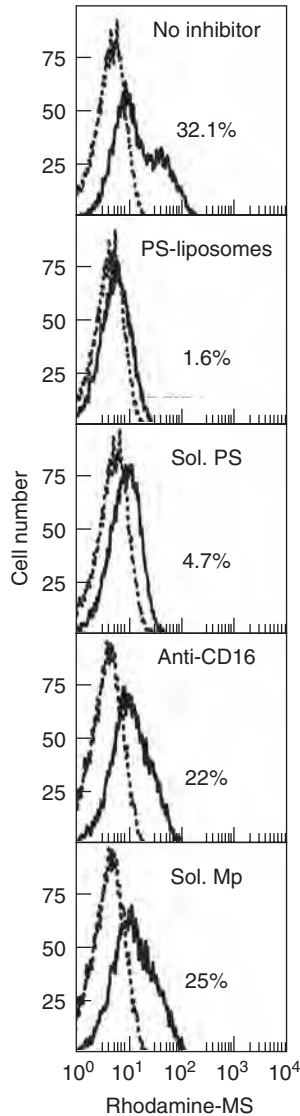 No inhibitor
75
50
32.1%
25
PS-liposomes
75
50
1.6%
25
Sol. PS
75
50
4.7%
25
Anti-CD16
75
50
22%
25
Sol. Mp
75
50
25%
25
Cell number
10⁰ 10¹ 10² 10³ 10⁴
Rhodamine-MS